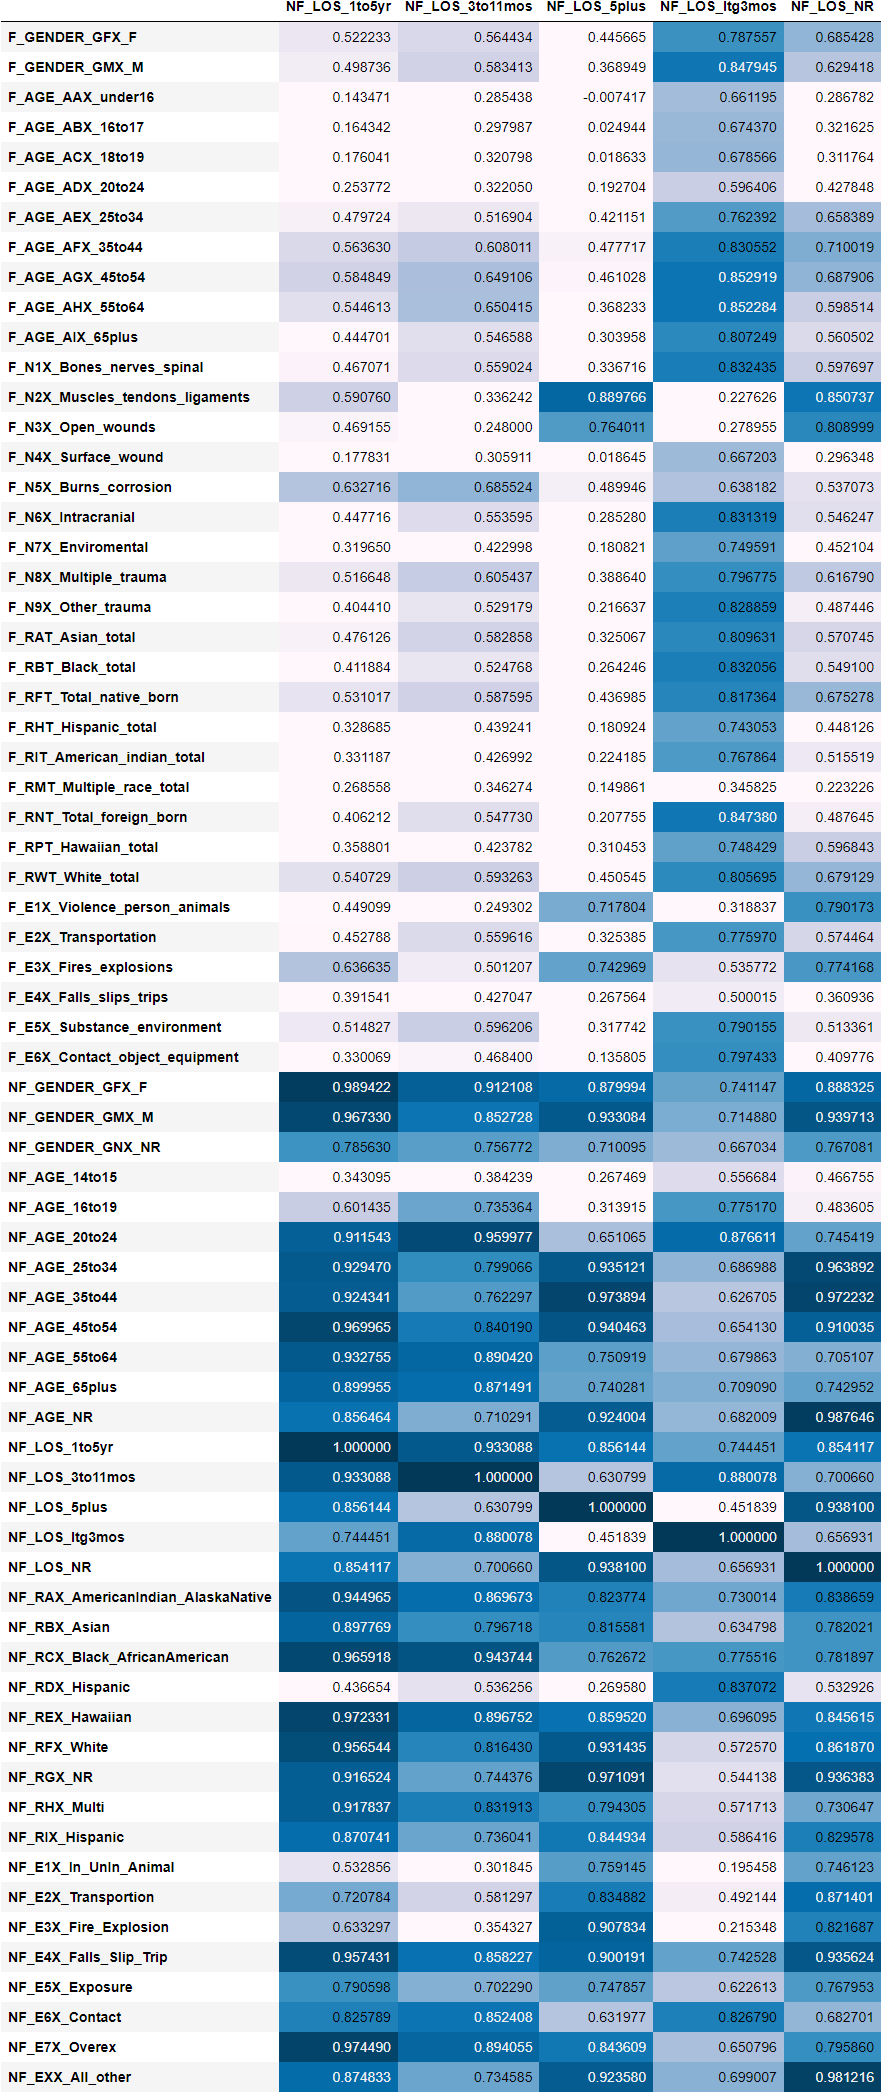 NF_LOS_1to5yr NF_LOS_3to11mos NF_LOS_5plus NF_LOS_ltg3mos NF_LOS_NR
F_GENDER_GFX_F 0.522233 0.564434 0.445665 0.787557 0.685428
F_GENDER_GMX_M 0.498736 0.583413 0.368949 0.847945 0.629418
F_AGE_AAX_under16 0.143471 0.285438 -0.007417 0.661195 0.286782
F_AGE_ABX_16to17 0.164342 0.297987 0.024944 0.674370 0.321625
F_AGE_ACX_18to19 0.176041 0.320798 0.018633 0.678566 0.311764
F_AGE_ADX_20to24 0.253772 0.322050 0.192704 0.596406 0.427848
F_AGE_AEX_25to34 0.479724 0.516904 0.421151 0.762392 0.658389
F_AGE_AFX_35to44 0.563630 0.608011 0.477717 0.830552 0.710019
F_AGE_AGX_45to54 0.584849 0.649106 0.461028 0.852919 0.687906
F_AGE_AHX_55to64 0.544613 0.650415 0.368233 0.852284 0.598514
F_AGE_AIX_65plus 0.444701 0.546588 0.303958 0.807249 0.560502
F_N1X_Bones_nerves_spinal 0.467071 0.559024 0.336716 0.832435 0.597697
F_N2X_Muscles_tendons_ligaments 0.590760 0.336242 0.889766 0.227626 0.850737
F_N3X_Open_wounds 0.469155 0.248000 0.764011 0.278955 0.808999
F_N4X_Surface_wound 0.177831 0.305911 0.018645 0.667203 0.296348
F_N5X_Burns_corrosion 0.632716 0.685524 0.489946 0.638182 0.537073
F_N6X_Intracranial 0.447716 0.553595 0.285280 0.831319 0.546247
F_N7X_Enviromental 0.319650 0.422998 0.180821 0.749591 0.452104
F_N8X_Multiple_trauma 0.516648 0.605437 0.388640 0.796775 0.616790
F_N9X_Other_trauma 0.404410 0.529179 0.216637 0.828859 0.487446
F_RAT_Asian_total 0.476126 0.582858 0.325067 0.809631 0.570745
F_RBT_Black_total 0.411884 0.524768 0.264246 0.832056 0.549100
F_RFT_Total_native_born 0.531017 0.587595 0.436985 0.817364 0.675278
F_RHT_Hispanic_total 0.328685 0.439241 0.180924 0.743053 0.448126
F_RIT_American_indian_total 0.331187 0.426992 0.224185 0.767864 0.515519
F_RMT_Multiple_race_total 0.268558 0.346274 0.149861 0.345825 0.223226
F_RNT_Total_foreign_born 0.406212 0.547730 0.207755 0.847380 0.487645
F_RPT_Hawaiian_total 0.358801 0.423782 0.310453 0.748429 0.596843
F_RWT_White_total 0.540729 0.593263 0.450545 0.805695 0.679129
F_E1X_Violence_person_animals 0.449099 0.249302 0.717804 0.318837 0.790173
F_E2X_Transportation 0.452788 0.559616 0.325385 0.775970 0.574464
F_E3X_Fires_explosions 0.636635 0.501207 0.742969 0.535772 0.774168
F_E4X_Falls_slips_trips 0.391541 0.427047 0.267564 0.500015 0.360936
F_E5X_Substance_environment 0.514827 0.596206 0.317742 0.790155 0.513361
F_E6X_Contact_object_equipment 0.330069 0.468400 0.135805 0.797433 0.409776
NF_GENDER_GFX_F 0.989422 0.912108 0.879994 0.741147 0.888325
NF_GENDER_GMX_M 0.967330 0.852728 0.933084 0.714880 0.939713
NF_GENDER_GNX_NR 0.785630 0.756772 0.710095 0.667034 0.767081
NF_AGE_14to15 0.343095 0.384239 0.267469 0.556684 0.466755
NF_AGE_16to19 0.601435 0.735364 0.313915 0.775170 0.483605
NF_AGE_20to24 0.911543 0.959977 0.651065 0.876611 0.745419
NF_AGE_25to34 0.929470 0.799066 0.935121 0.686988 0.963892
NF_AGE_35to44 0.924341 0.762297 0.973894 0.626705 0.972232
NF_AGE_45to54 0.969965 0.840190 0.940463 0.654130 0.910035
NF_AGE_55to64 0.932755 0.890420 0.750919 0.679863 0.705107
NF_AGE_65plus 0.899955 0.871491 0.740281 0.709090 0.742952
NF_AGE_NR 0.856464 0.710291 0.924004 0.682009 0.987646
NF_LOS_1to5yr 1.000000 0.933088 0.856144 0.744451 0.854117
NF_LOS_3to11mos 0.933088 1.000000 0.630799 0.880078 0.700660
NF_LOS_5plus 0.856144 0.630799 1.000000 0.451839 0.938100
NF_LOS_ltg3mos 0.744451 0.880078 0.451839 1.000000 0.656931
NF_LOS_NR 0.854117 0.700660 0.938100 0.656931 1.000000
NF_RAX_AmericanIndian_AlaskaNative 0.944965 0.869673 0.823774 0.730014 0.838659
NF_RBX_Asian 0.897769 0.796718 0.815581 0.634798 0.782021
NF_RCX_Black_AfricanAmerican 0.965918 0.943744 0.762672 0.775516 0.781897
NF_RDX_Hispanic 0.436654 0.536256 0.269580 0.837072 0.532926
NF_REX_Hawaiian 0.972331 0.896752 0.859520 0.696095 0.845615
NF_RFX_White 0.956544 0.816430 0.931435 0.572570 0.861870
NF_RGX_NR 0.916524 0.744376 0.971091 0.544138 0.936383
NF_RHX_Multi 0.917837 0.831913 0.794305 0.571713 0.730647
NF_RIX_Hispanic 0.870741 0.736041 0.844934 0.586416 0.829578
NF_E1X_In_UnIn_Animal 0.532856 0.301845 0.759145 0.195458 0.746123
NF_E2X_Transportion 0.720784 0.581297 0.834882 0.492144 0.871401
NF_E3X_Fire_Explosion 0.633297 0.354327 0.907834 0.215348 0.821687
NF_E4X_Falls_Slip_Trip 0.957431 0.858227 0.900191 0.742528 0.935624
NF_E5X_Exposure 0.790598 0.702290 0.747857 0.622613 0.767953
NF_E6X_Contact 0.825789 0.852408 0.631977 0.826790 0.682701
NF_E7X_Overex 0.974490 0.894055 0.843609 0.650796 0.795860
NF_EXX_All_other 0.874833 0.734585 0.923580 0.699007 0.981216